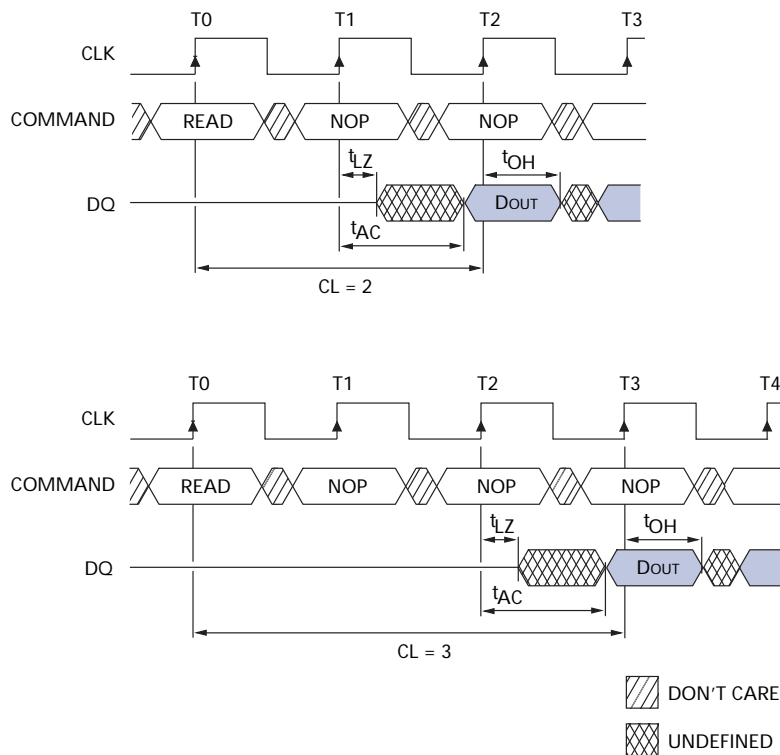 T0 T1 T2 T3
CLK
COMMAND READ NOP NOP
tLZ tOH
DQ DOUT
tAC
CL = 2
T0 T1 T2 T3 T4
CLK
COMMAND READ NOP NOP NOP
tLZ tOH
DQ DOUT
tAC
CL = 3
DON'T CARE
UNDEFINED